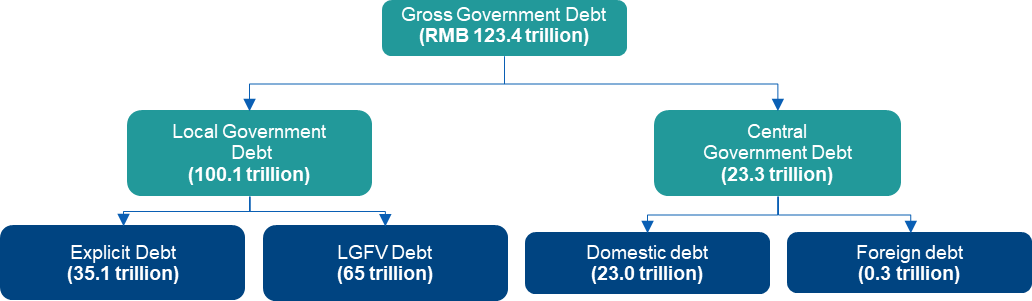 Gross Government Debt
(RMB 123.4 trillion)
Local Government
Debt
(100.1 trillion)
Central
Government Debt
(23.3 trillion)
Explicit Debt
(35.1 trillion)
LGFV Debt
(65 trillion)
Domestic debt
(23.0 trillion)
Foreign debt
(0.3 trillion)